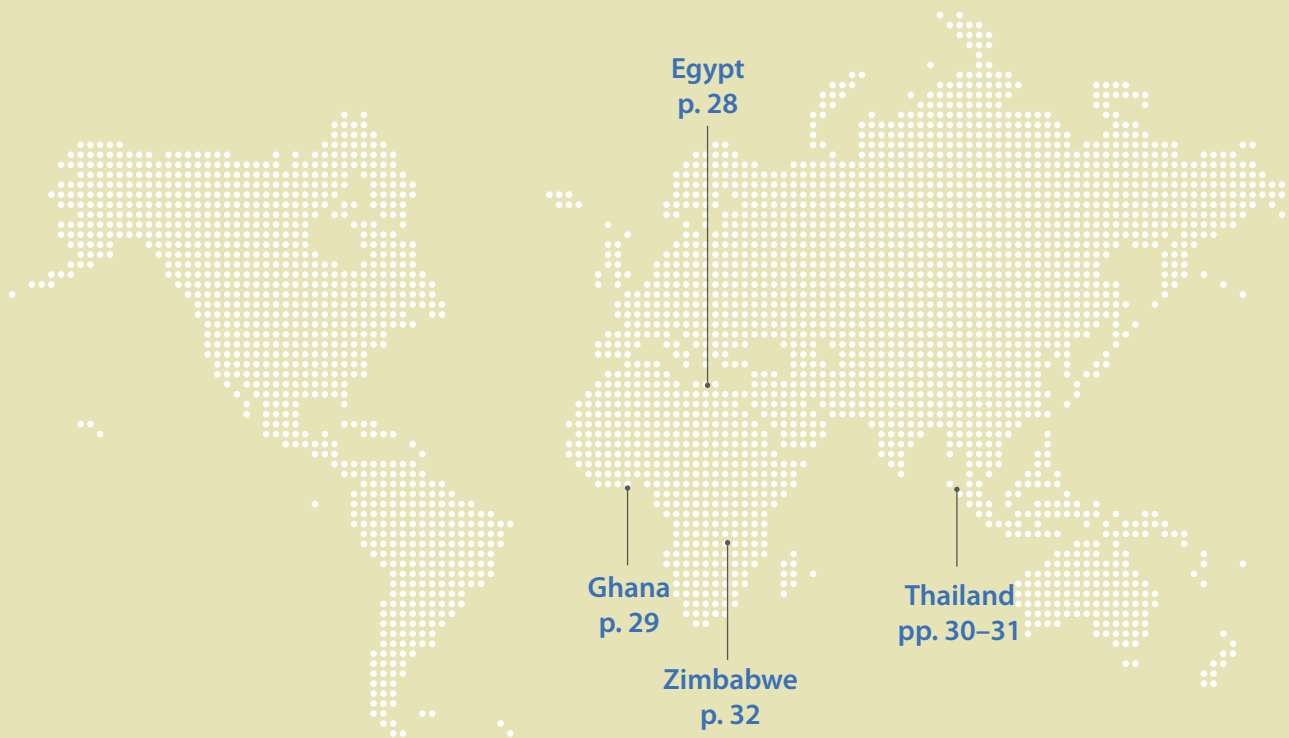 Egypt
p. 28
Ghana
p. 29
Thailand
pp. 30–31
Zimbabwe
p. 32